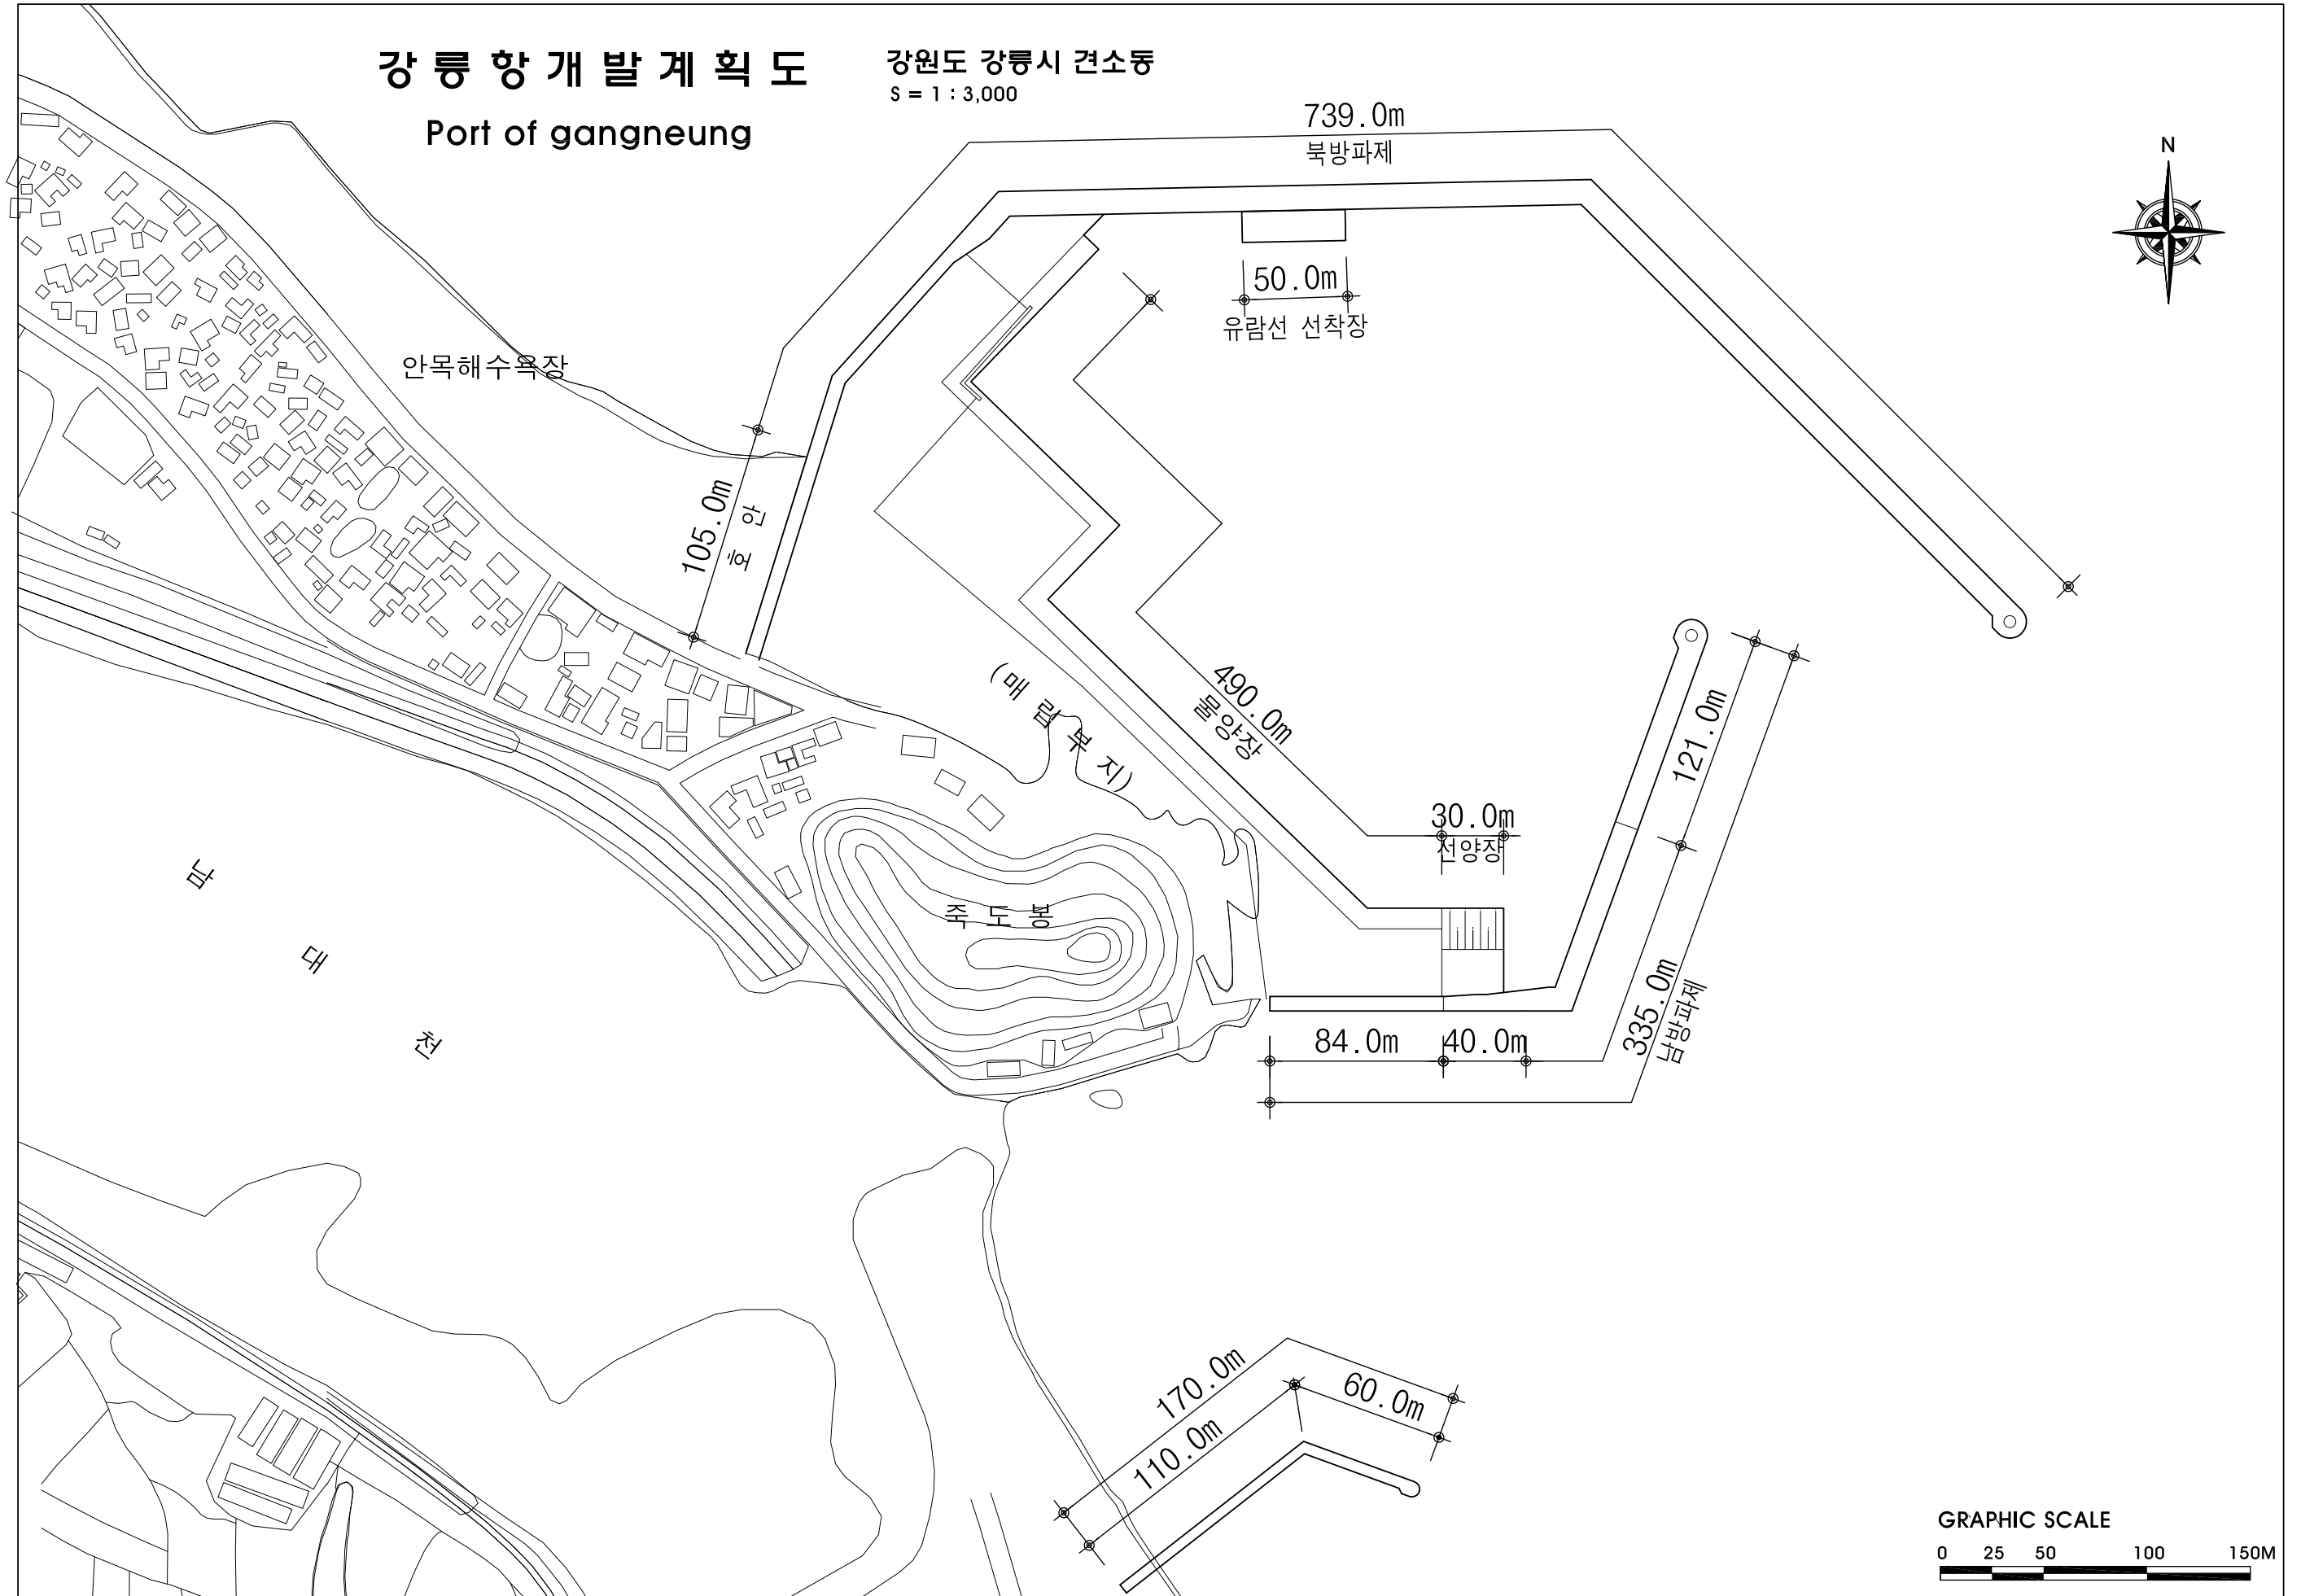 강릉항개발계획도
강원도 강릉시 견소동
S = 1 : 3,000
Port of gangneung
739.0m
북방파제
N
50.0m
유람선 선착장
안목해수욕장
105.0m
호안
(매립부지)
490.0m
물양장
121.0m
30.0m
선양장
남대천
죽도봉
335.0m
남방파제
84.0m
40.0m
170.0m
60.0m
110.0m
GRAPHIC SCALE
0 25 50 100 150M